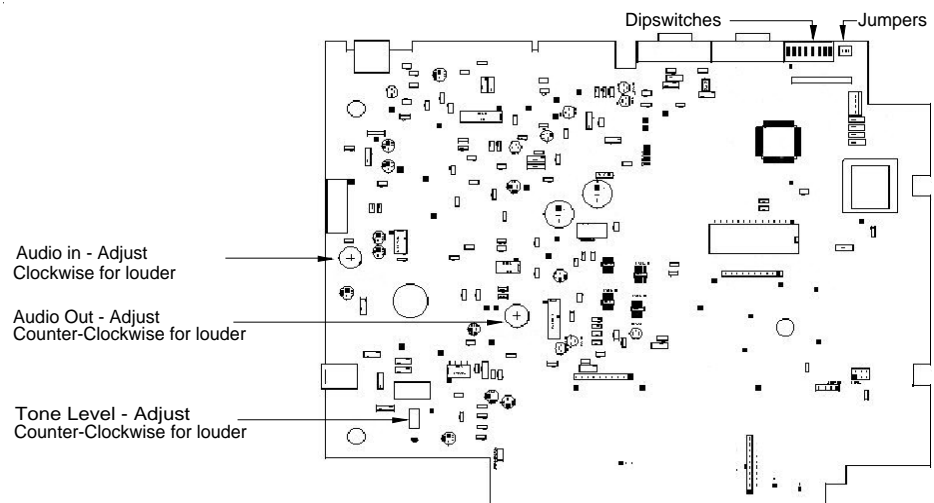 Dipswitches
Jumpers
Audio in - Adjust
Clockwise for louder
Audio Out - Adjust
Counter-Clockwise for louder
Tone Level - Adjust
Counter-Clockwise for louder